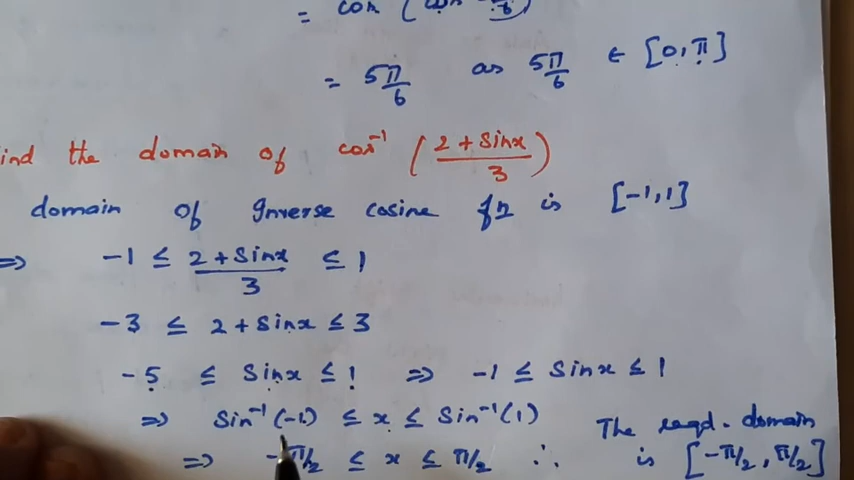 = cos (cos
= 5π/6 as 5π/6 ∈ [0, π]
ind the domain of cos⁻¹ (2 + Sinx / 3)
domain of Inverse cosine fn is [-1, 1]
⇒ -1 ≤ 2 + Sinx / 3 ≤ 1
-3 ≤ 2 + Sinx ≤ 3
-5 ≤ Sinx ≤ 1 ⇒ -1 ≤ Sinx ≤ 1
⇒ Sin⁻¹(-1) ≤ x ≤ Sin⁻¹(1)
⇒ -π/2 ≤ x ≤ π/2 ∴ The reqd. domain
is [-π/2, π/2]